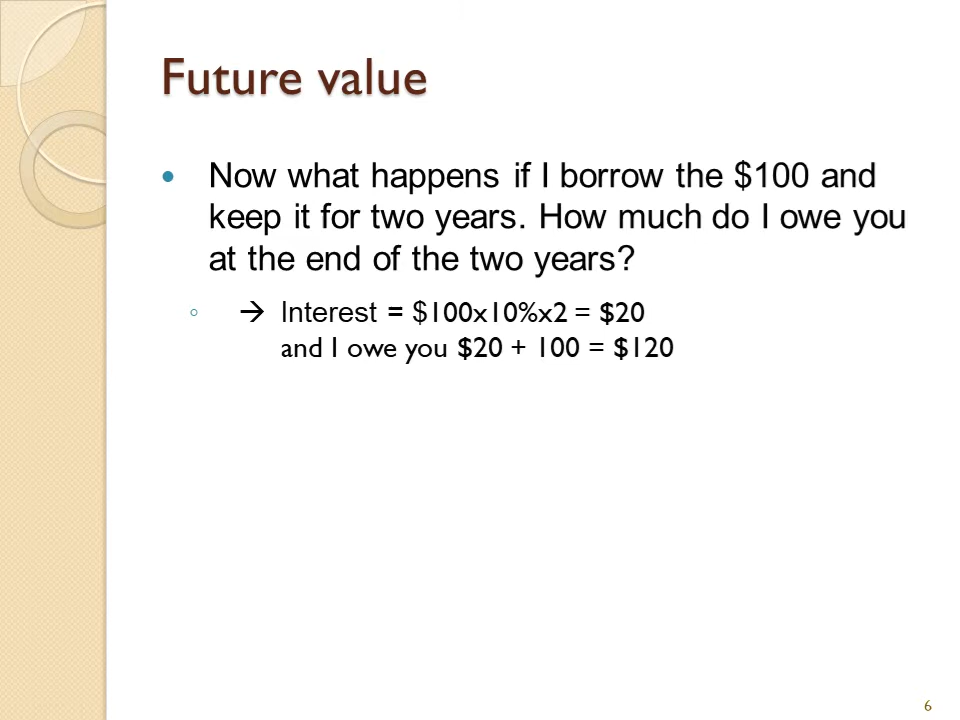 Future value
• Now what happens if I borrow the $100 and
keep it for two years. How much do I owe you
at the end of the two years?
◦ → Interest = $100x10%x2 = $20
and I owe you $20 + 100 = $120
6